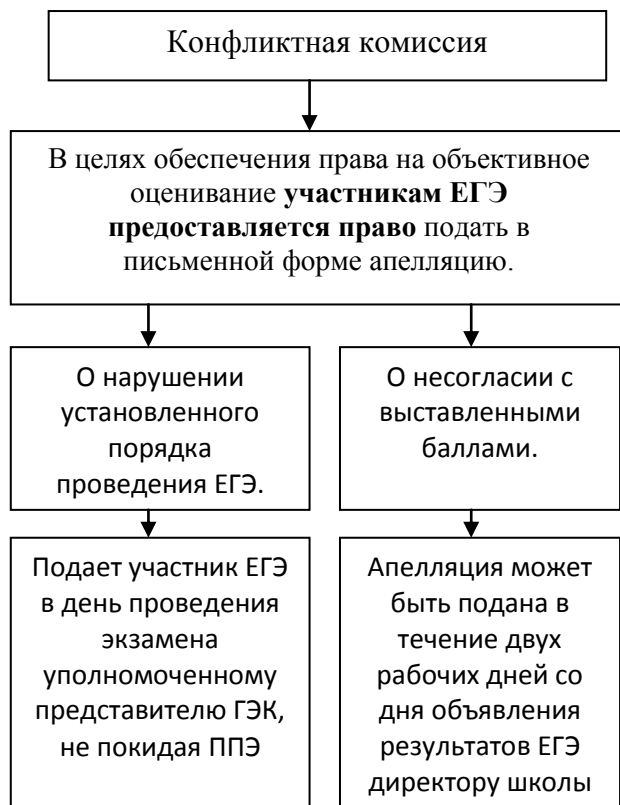 Конфликтная комиссия
В целях обеспечения права на объективное
оценивание участникам ЕГЭ
предоставляется право подать в
письменной форме апелляцию.
О нарушении
установленного
порядка
проведения ЕГЭ.
О несогласии с
выставленными
баллами.
Подает участник ЕГЭ
в день проведения
экзамена
уполномоченному
представителю ГЭК,
не покидая ППЭ
Апелляция может
быть подана в
течение двух
рабочих дней со
дня объявления
результатов ЕГЭ
директору школы